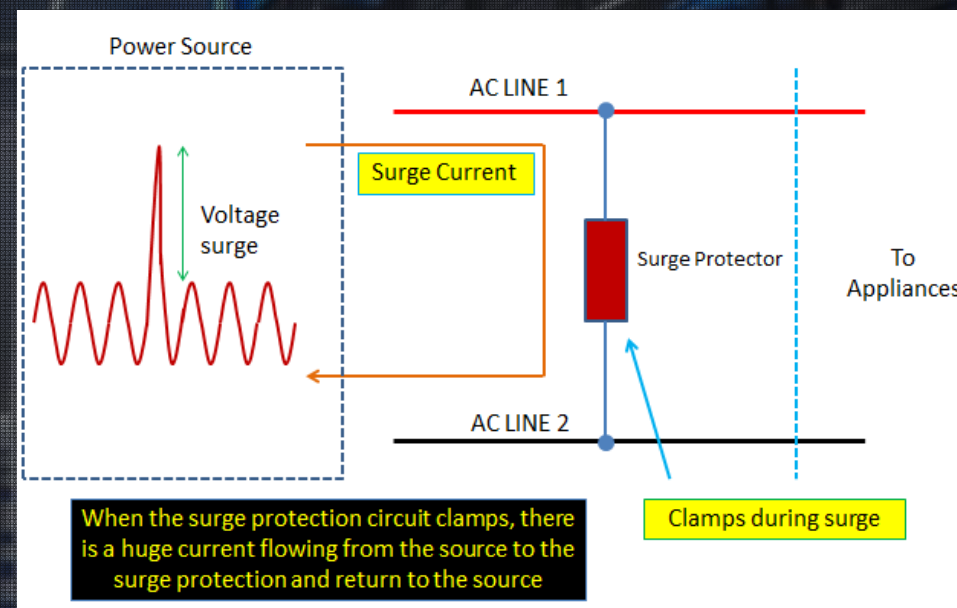 Power Source
AC LINE 1
Surge Current
Voltage
surge
Surge Protector
To
Appliances
AC LINE 2
When the surge protection circuit clamps, there
is a huge current flowing from the source to the
surge protection and return to the source
Clamps during surge